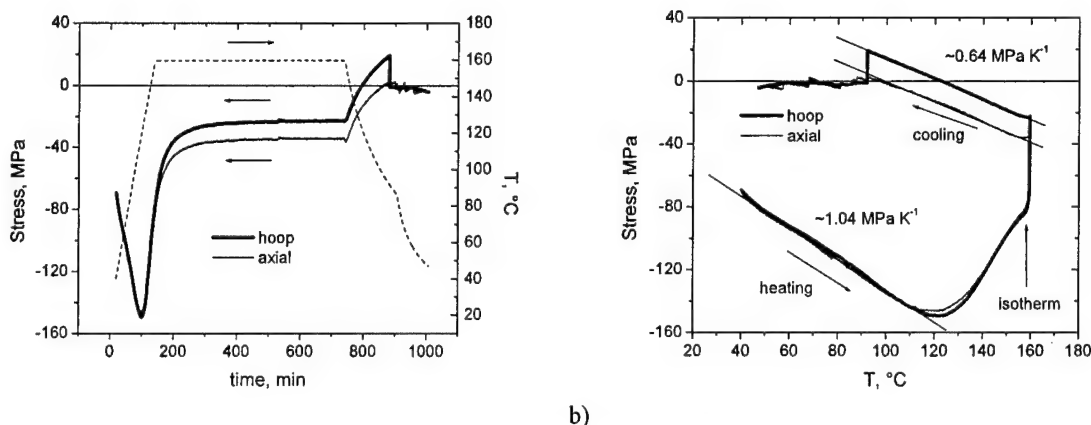 Stress, MPa
0
-40
-80
-120
-160
180
160
140
120
100
80
60
40
20
T, °C
hoop
axial
0 200 400 600 800 1000
time, min
Stress, MPa
40
0
-40
-80
-120
-160
~0.64 MPa K⁻¹
hoop
axial
cooling
~1.04 MPa K⁻¹
heating
isotherm
20 40 60 80 100 120 140 160 180
T, °C
b)